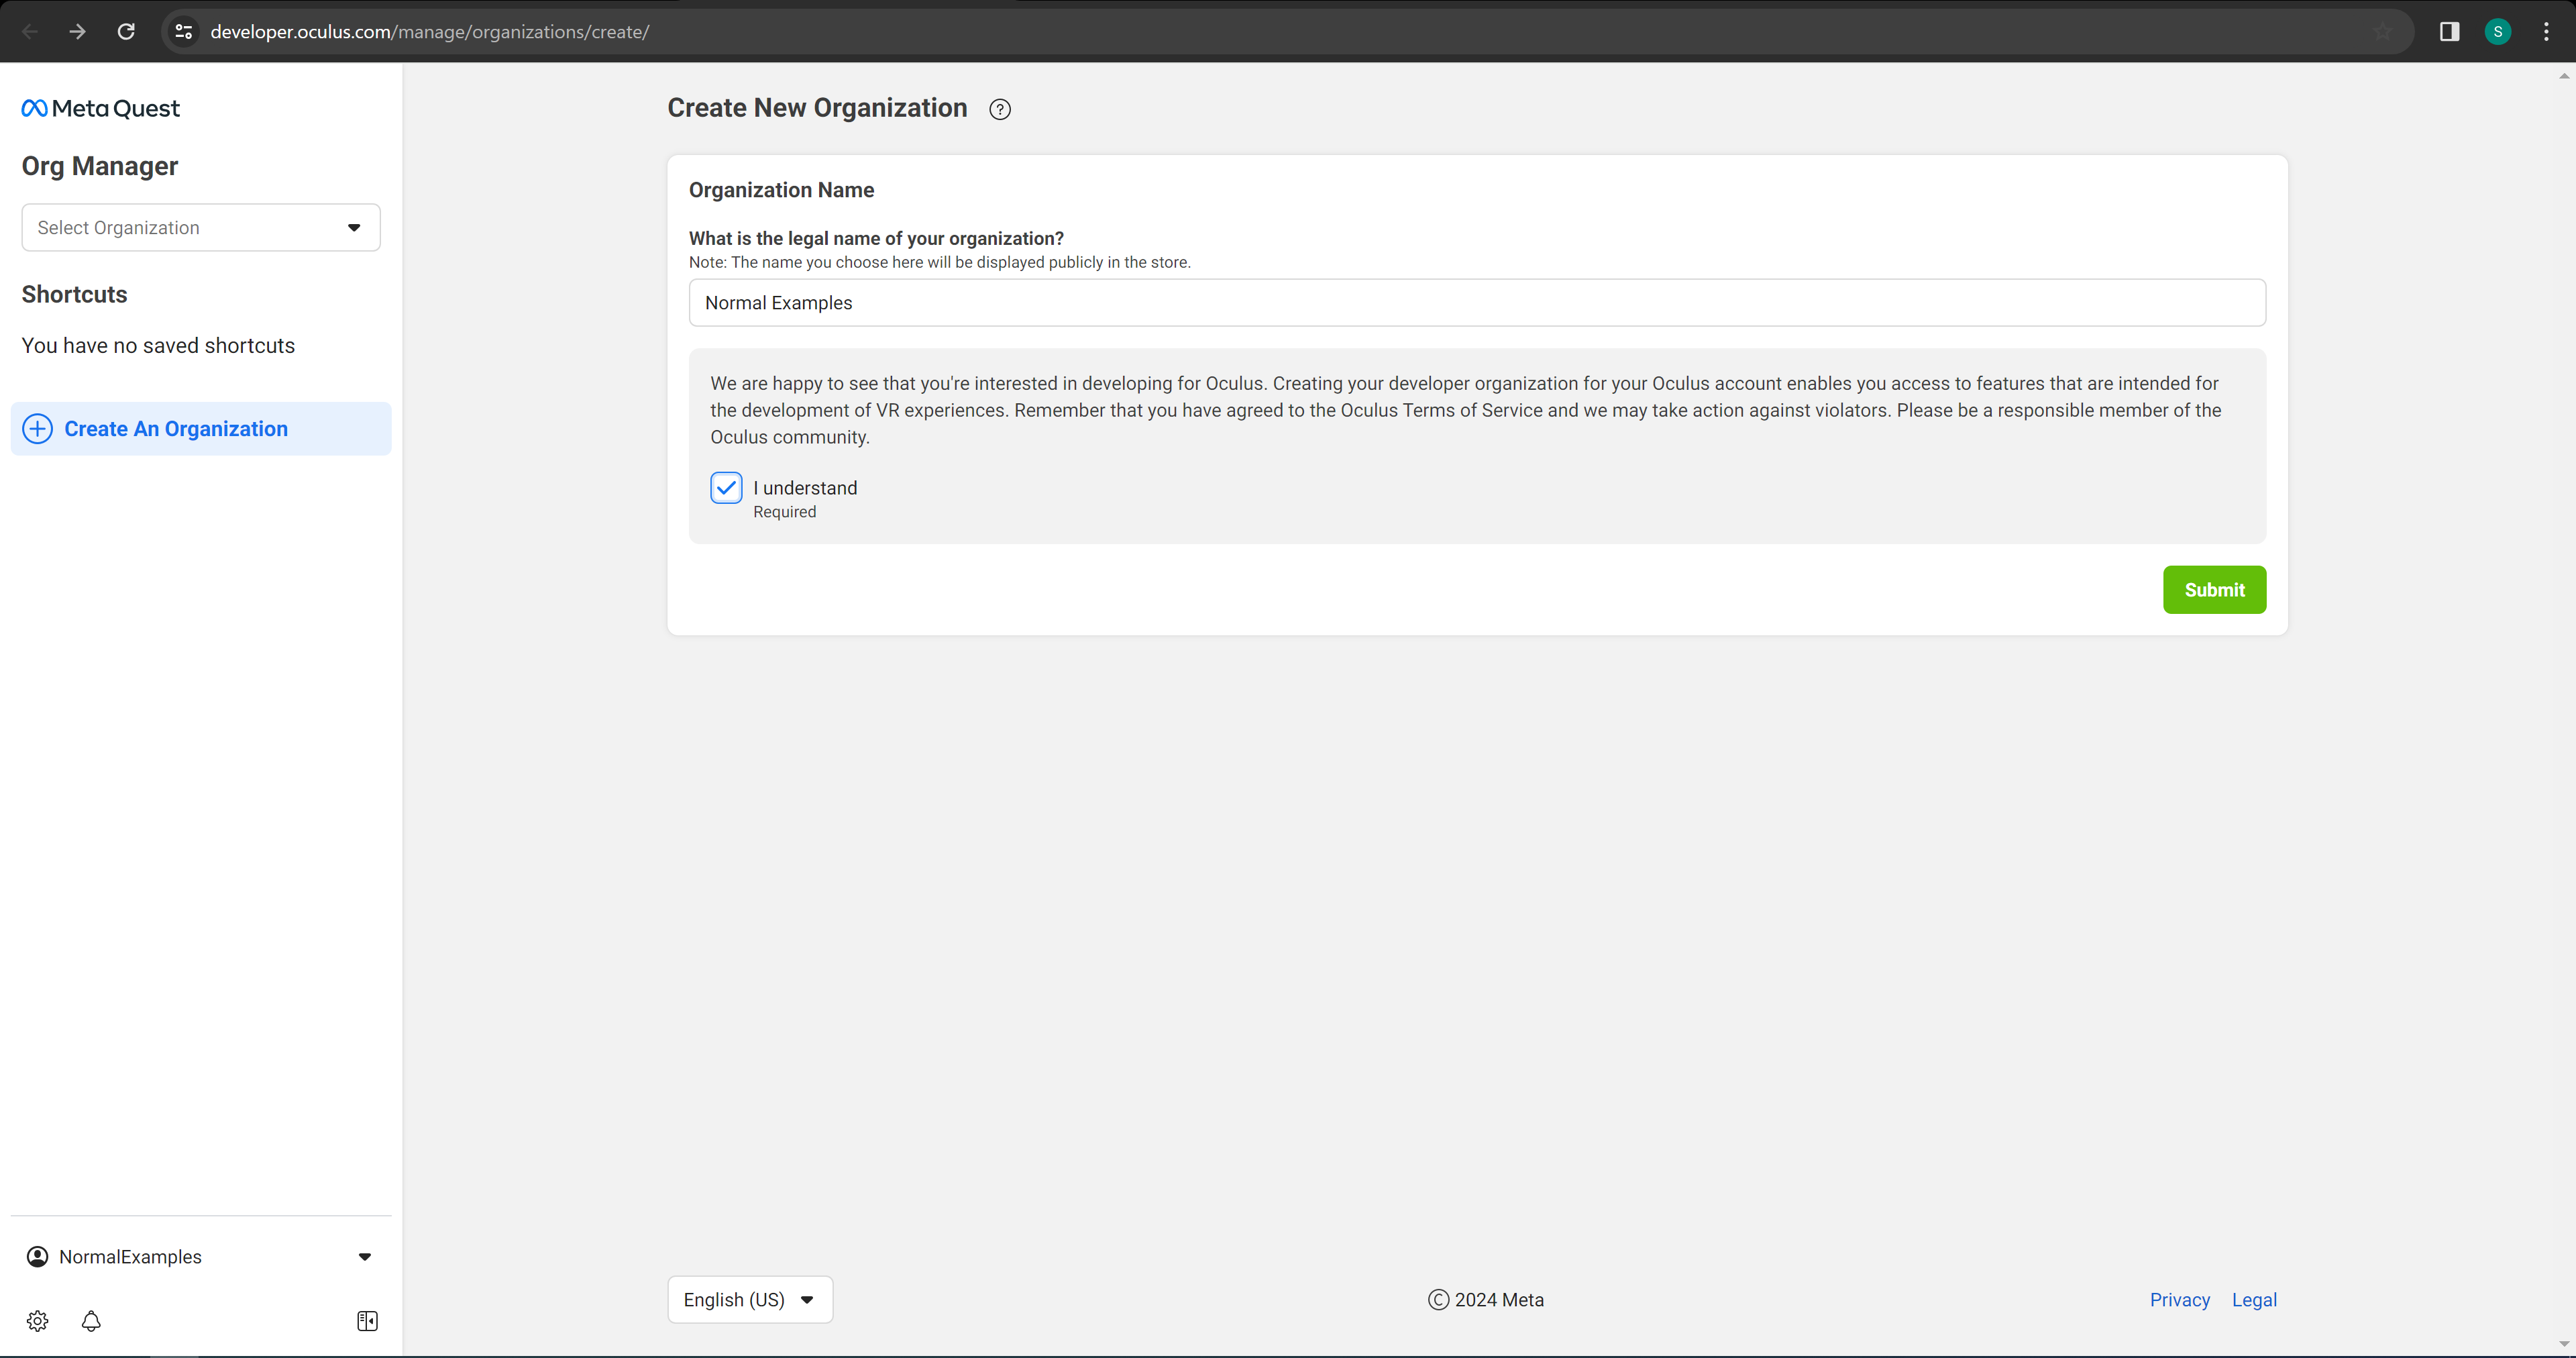 developer.oculus.com/manage/organizations/create/
S
Meta Quest
Org Manager
Select Organization
Shortcuts
You have no saved shortcuts
Create An Organization
Create New Organization ?
Organization Name
What is the legal name of your organization?
Note: The name you choose here will be displayed publicly in the store.
Normal Examples
We are happy to see that you're interested in developing for Oculus. Creating your developer organization for your Oculus account enables you access to features that are intended for
the development of VR experiences. Remember that you have agreed to the Oculus Terms of Service and we may take action against violators. Please be a responsible member of the
Oculus community.
I understand
Required
Submit
NormalExamples
English (US)
© 2024 Meta
Privacy Legal